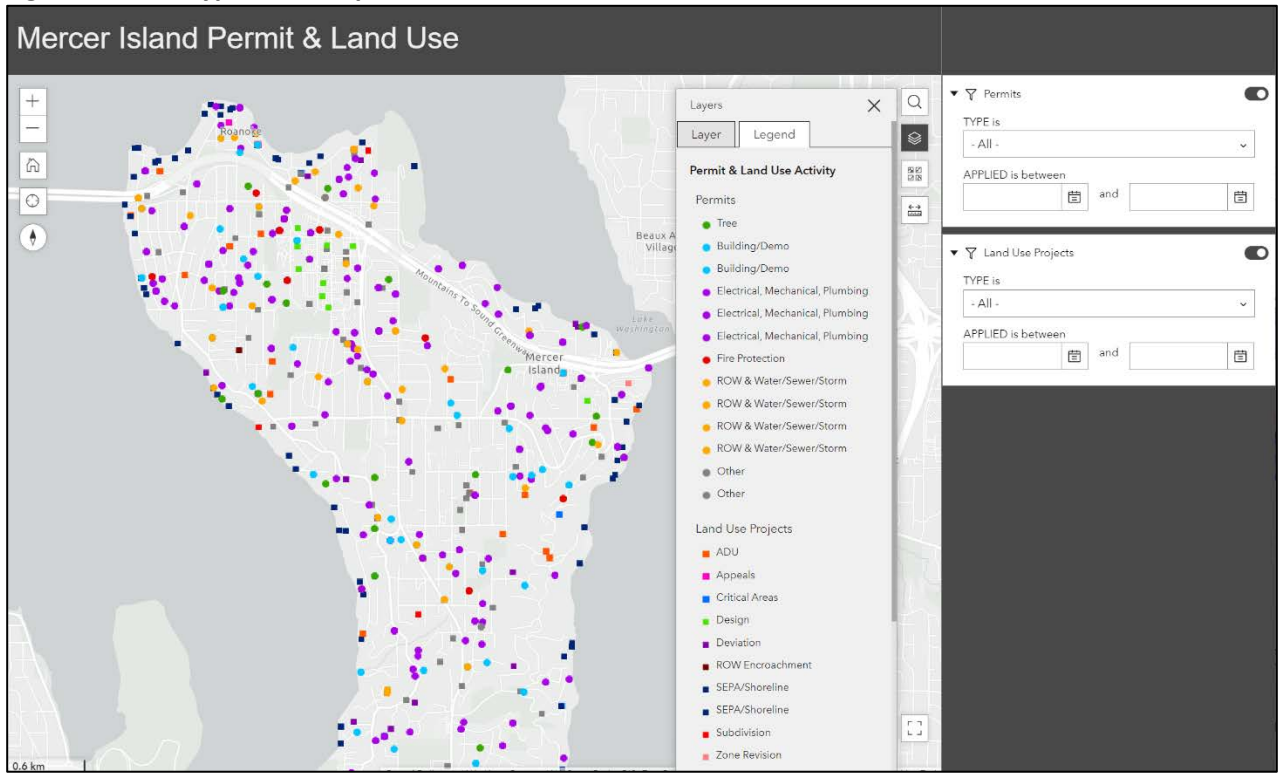 Mercer Island Permit & Land Use
Roanoke
Beaux A
Village
Mountains To Sound Greenway
Lake
Washington
Mercer
Island
0.6 km
Layers
Layer
Legend
Permit & Land Use Activity
Permits
Tree
Building/Demo
Building/Demo
Electrical, Mechanical, Plumbing
Electrical, Mechanical, Plumbing
Electrical, Mechanical, Plumbing
Fire Protection
ROW & Water/Sewer/Storm
ROW & Water/Sewer/Storm
ROW & Water/Sewer/Storm
ROW & Water/Sewer/Storm
Other
Other
Land Use Projects
ADU
Appeals
Critical Areas
Design
Deviation
ROW Encroachment
SEPA/Shoreline
SEPA/Shoreline
Subdivision
Zone Revision
Permits
TYPE is
- All -
APPLIED is between
and
Land Use Projects
TYPE is
- All -
APPLIED is between
and